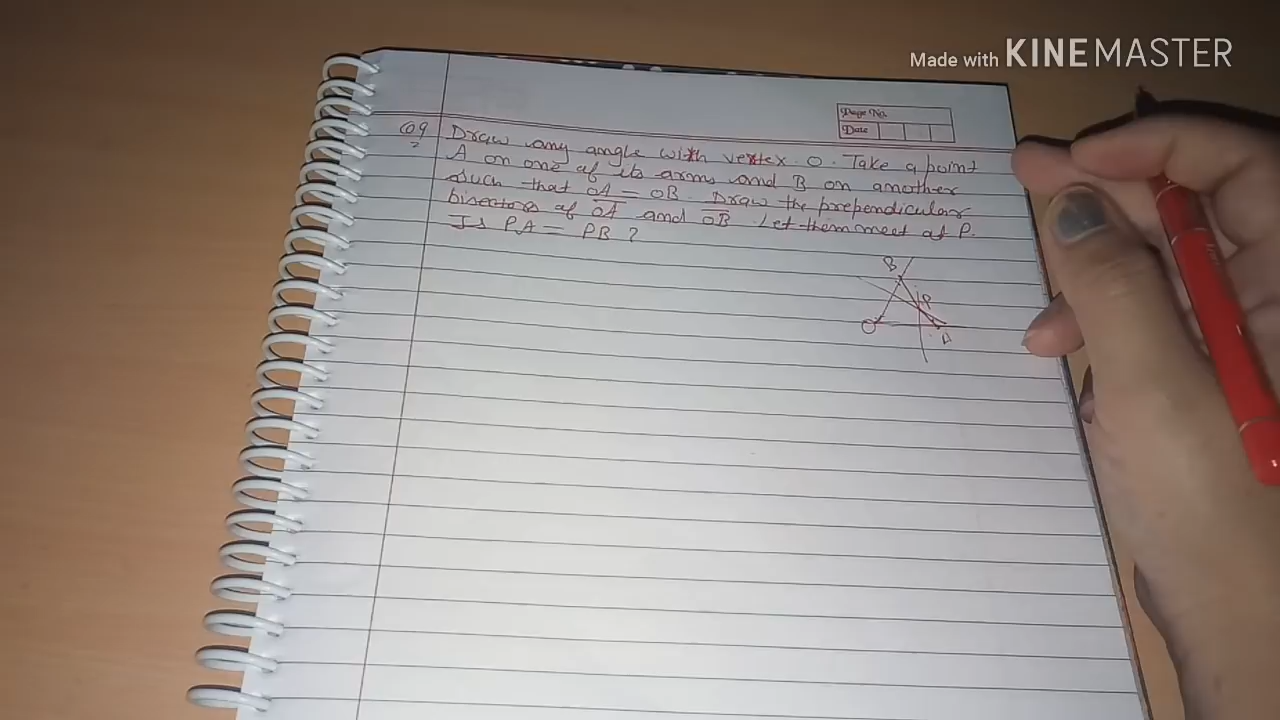 Made with KINEMASTER
Page No.
Date
Q9 Draw any angle with vertex O. Take a point
A on one of its arms and B on another
such that OA = OB. Draw the prependicular
bisectors of OA and OB. Let them meet at P.
Is PA = PB ?
B
P
O
A